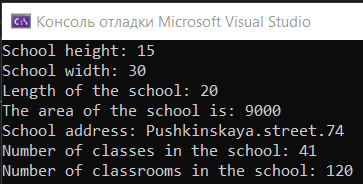 Консоль отладки Microsoft Visual Studio
School height: 15
School width: 30
Length of the school: 20
The area of the school is: 9000
School address: Pushkinskaya.street.74
Number of classes in the school: 41
Number of classrooms in the school: 120